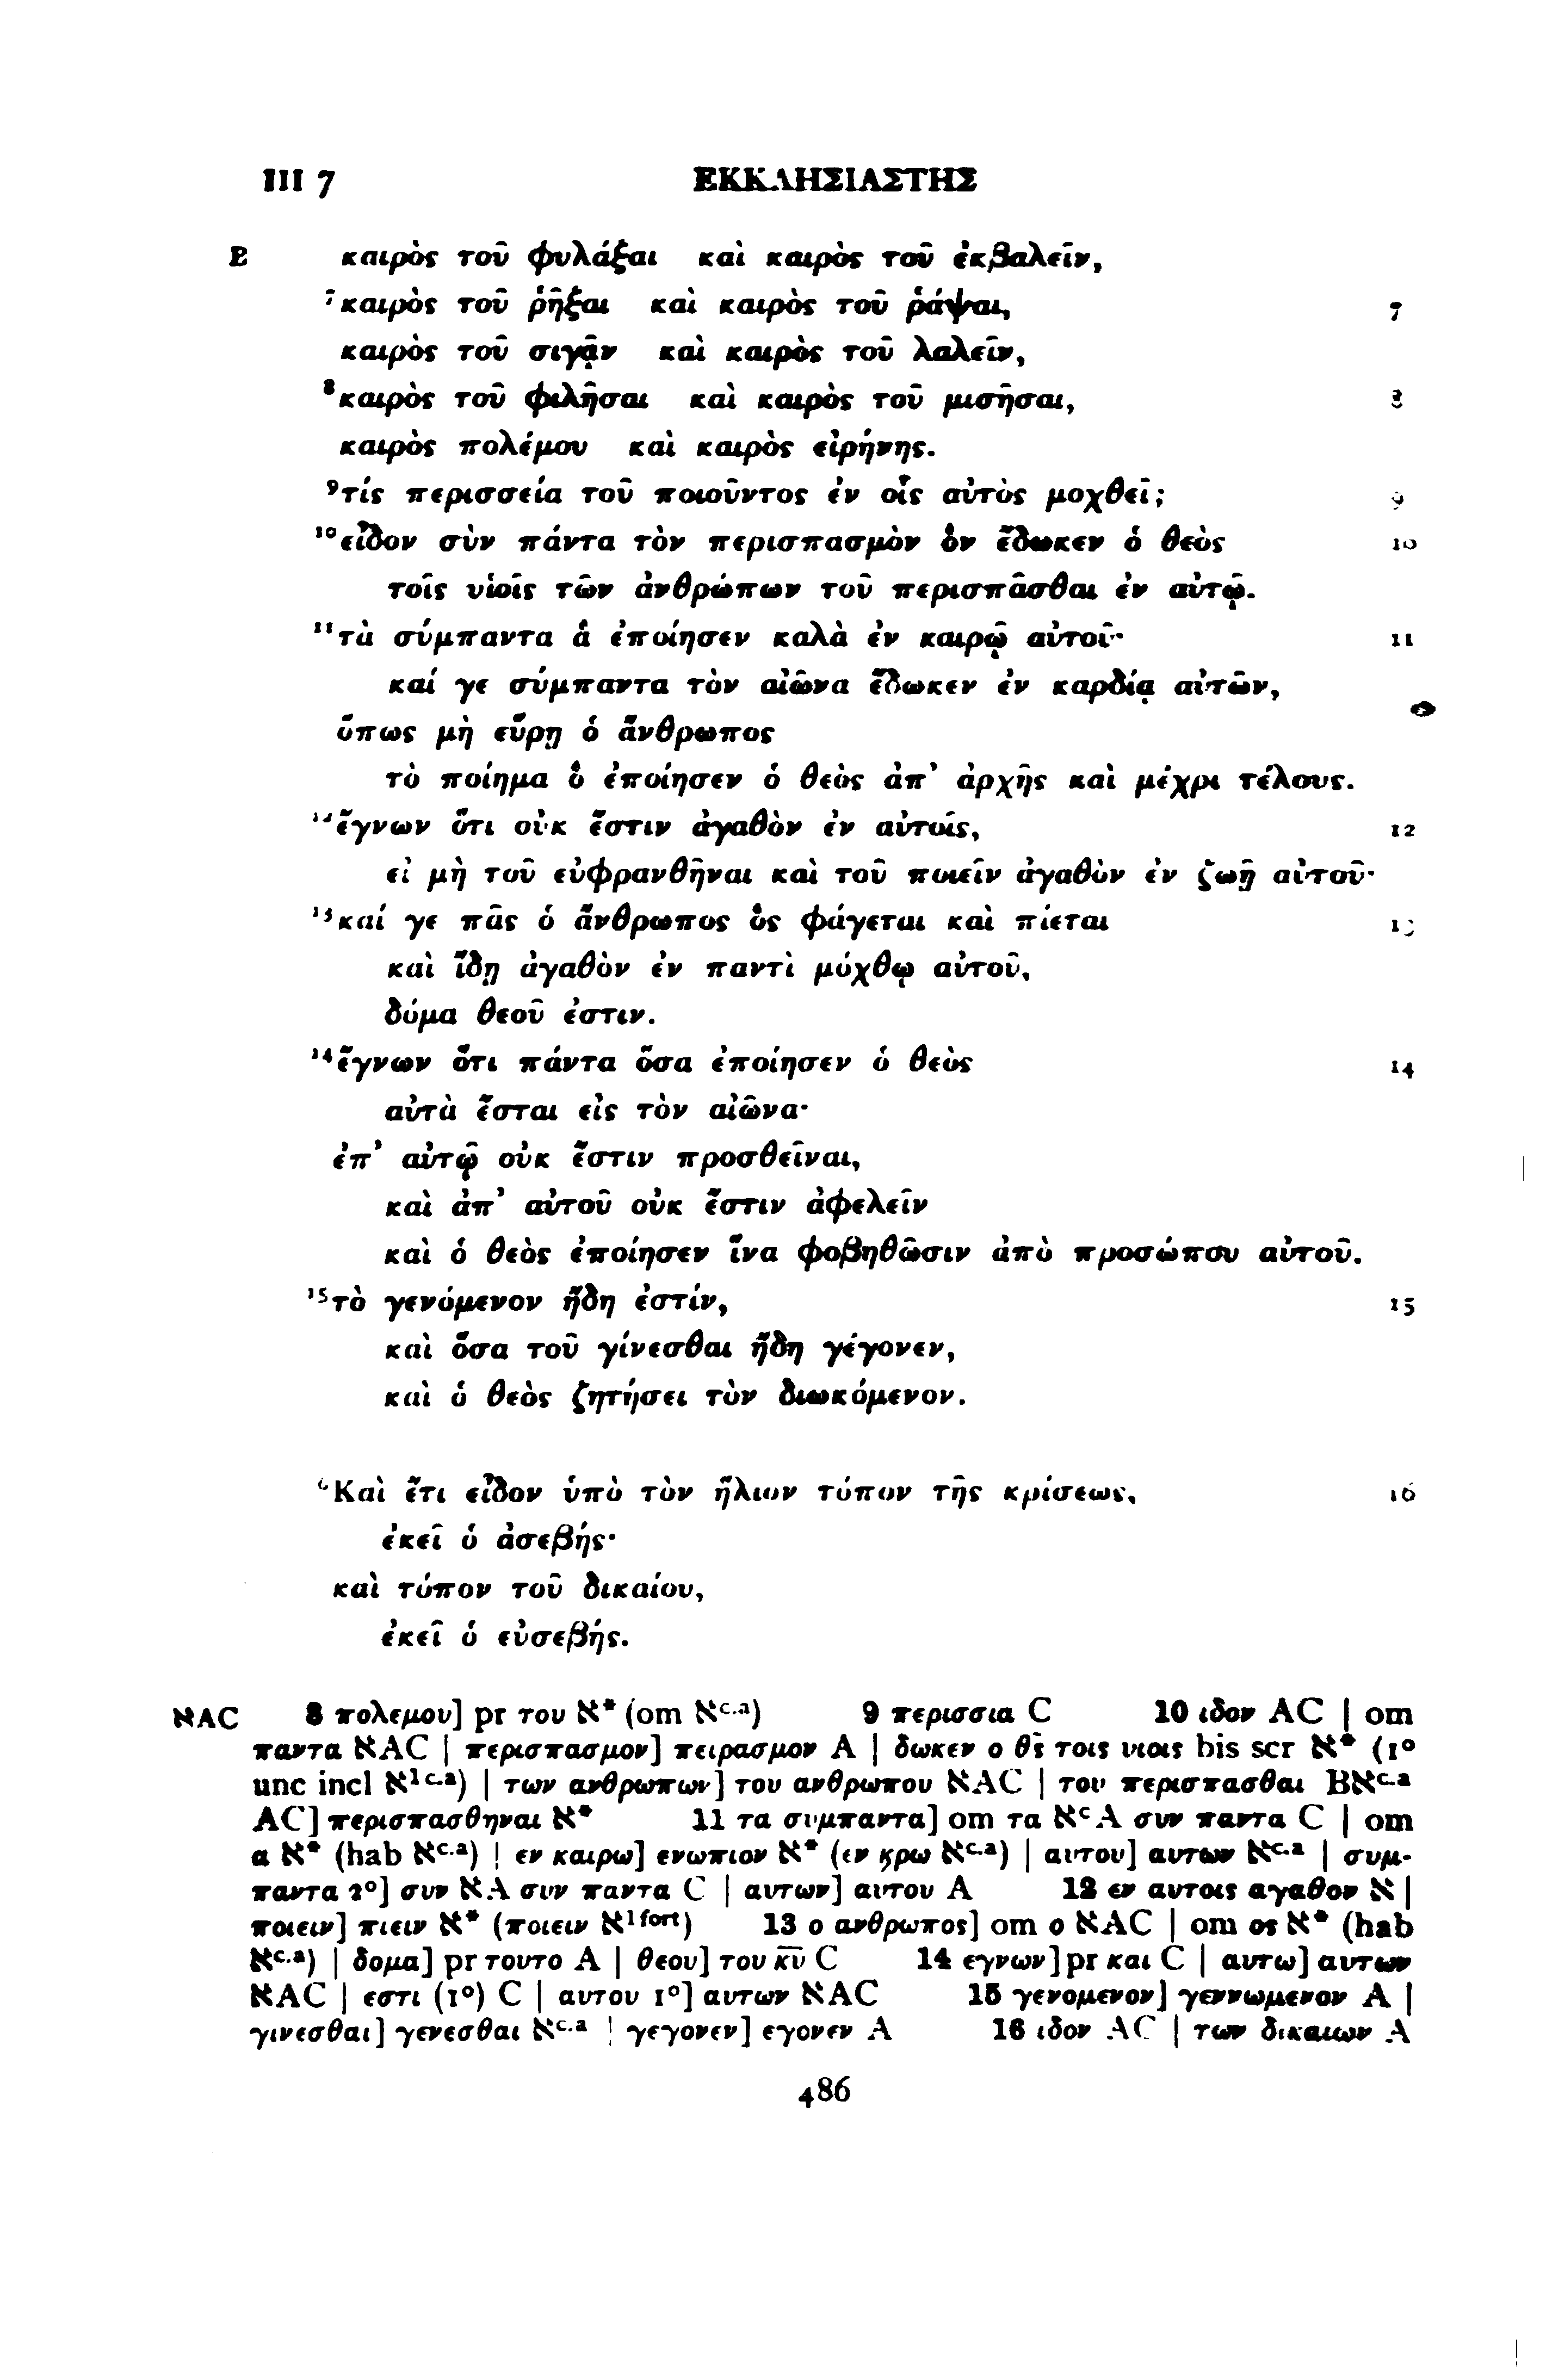 III 7 ΕΚΚΛΗΣΙΑΣΤΗΣ
B καιρὸς τοῦ φυλάξαι καὶ καιρὸς τοῦ ἐκβαλεῖν,
⁷καιρὸς τοῦ ῥῆξαι καὶ καιρὸς τοῦ ῥάψαι, 7
καιρὸς τοῦ σιγᾷν καὶ καιρὸς τοῦ λαλεῖν,
⁸καιρὸς τοῦ φιλῆσαι καὶ καιρὸς τοῦ μισῆσαι, 8
καιρὸς πολέμου καὶ καιρὸς εἰρήνης.
⁹τίς περισσεία τοῦ ποιοῦντος ἐν οἷς αὐτὸς μοχθεῖ; 9
¹⁰εἶδον σὺν πάντα τὸν περισπασμὸν ὃν ἔδωκεν ὁ θεὸς 10
τοῖς υἱοῖς τῶν ἀνθρώπων τοῦ περισπᾶσθαι ἐν αὐτῷ.
¹¹τὰ σύμπαντα ἃ ἐποίησεν καλὰ ἐν καιρῷ αὐτοῦ· 11
καί γε σύμπαντα τὸν αἰῶνα ἔδωκεν ἐν καρδίᾳ αὐτῶν,
ὅπως μὴ εὕρῃ ὁ ἄνθρωπος
τὸ ποίημα ὃ ἐποίησεν ὁ θεὸς ἀπ᾽ ἀρχῆς καὶ μέχρι τέλους.
¹²ἔγνων ὅτι οὐκ ἔστιν ἀγαθὸν ἐν αὐτοῖς, 12
εἰ μὴ τοῦ εὐφρανθῆναι καὶ τοῦ ποιεῖν ἀγαθὸν ἐν ζωῇ αὐτοῦ·
¹³καί γε πᾶς ὁ ἄνθρωπος ὃς φάγεται καὶ πίεται 13
καὶ ἴδῃ ἀγαθὸν ἐν παντὶ μόχθῳ αὐτοῦ,
δόμα θεοῦ ἐστιν.
¹⁴ἔγνων ὅτι πάντα ὅσα ἐποίησεν ὁ θεὸς 14
αὐτὰ ἔσται εἰς τὸν αἰῶνα·
ἐπ᾽ αὐτῷ οὐκ ἔστιν προσθεῖναι,
καὶ ἀπ᾽ αὐτοῦ οὐκ ἔστιν ἀφελεῖν
καὶ ὁ θεὸς ἐποίησεν ἵνα φοβηθῶσιν ἀπὸ προσώπου αὐτοῦ.
¹⁵τὸ γενόμενον ἤδη ἐστίν, 15
καὶ ὅσα τοῦ γίνεσθαι ἤδη γέγονεν,
καὶ ὁ θεὸς ζητήσει τὸν διωκόμενον.
¹⁶Καὶ ἔτι εἶδον ὑπὸ τὸν ἥλιον τόπον τῆς κρίσεως, 16
ἐκεῖ ὁ ἀσεβής·
καὶ τόπον τοῦ δικαίου,
ἐκεῖ ὁ εὐσεβής.
אAC 8 πολεμου] pr του א* (om אᶜ·ᵃ) 9 περισσια C 10 ιδον AC | om
παντα אAC | περισπασμον] πειρασμον A | δωκεν ο θς̅ τοις υιοις bis scr א* (1°
unc incl א¹ᶜ·ᵃ) | των ανθρωπων] του ανθρωπου אAC | του περισπασθαι Bאᶜ·ᵃ
AC] περισπασθηναι א* 11 τα συμπαντα] om τα אᶜA συν παντα C | om
α א* (hab אᶜ·ᵃ) | εν καιρω] ενωπιον א* (εν κρω אᶜ·ᵃ) | αυτου] αυτων אᶜ·ᵃ | συμ-
παντα 2°] συν אA συν παντα C | αυτων] αυτου A 12 εν αυτοις αγαθον א |
ποιειν] πιειν א* (ποιειν א¹ᶠᵒʳᵗ) 13 ο ανθρωπος] om ο אAC | om ος א* (hab
אᶜ·ᵃ) | δομα] pr τουτο A | θεου] του κ̅υ̅ C 14 εγνων] pr και C | αυτω] αυτων
אAC | εστι (1°) C | αυτου 1°] αυτων אAC 15 γενομενον] γεννωμενον A |
γινεσθαι] γενεσθαι אᶜ·ᵃ | γεγονεν] εγονεν A 16 ιδον AC | των δικαιων A
486